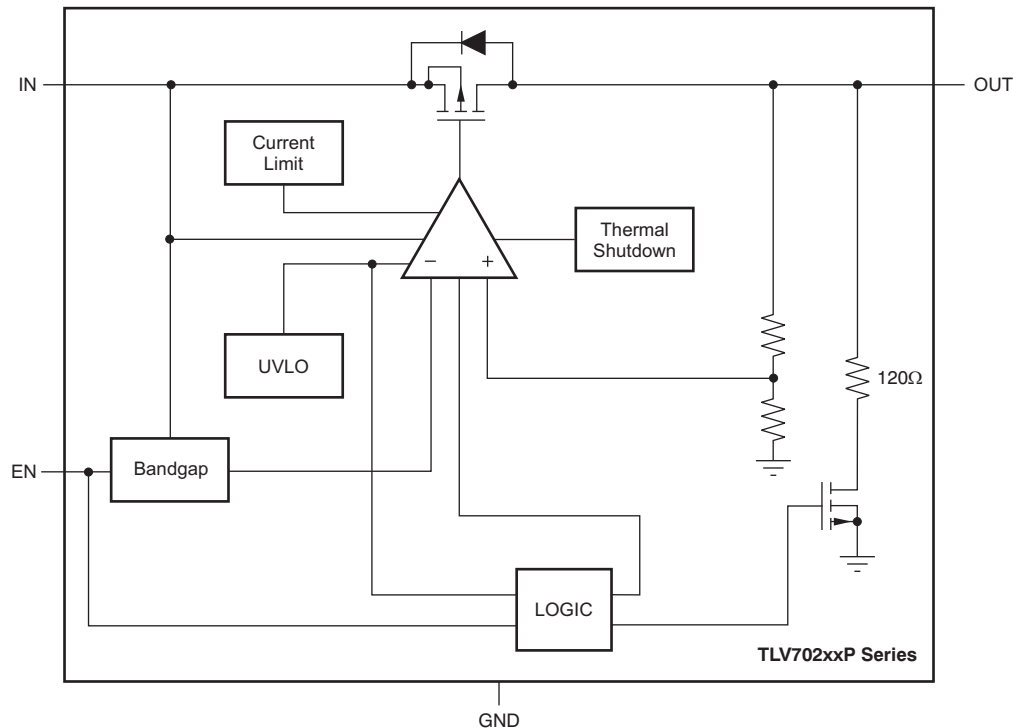 IN
OUT
Current
Limit
Thermal
Shutdown
− +
UVLO
120Ω
EN
Bandgap
LOGIC
TLV702xxP Series
GND